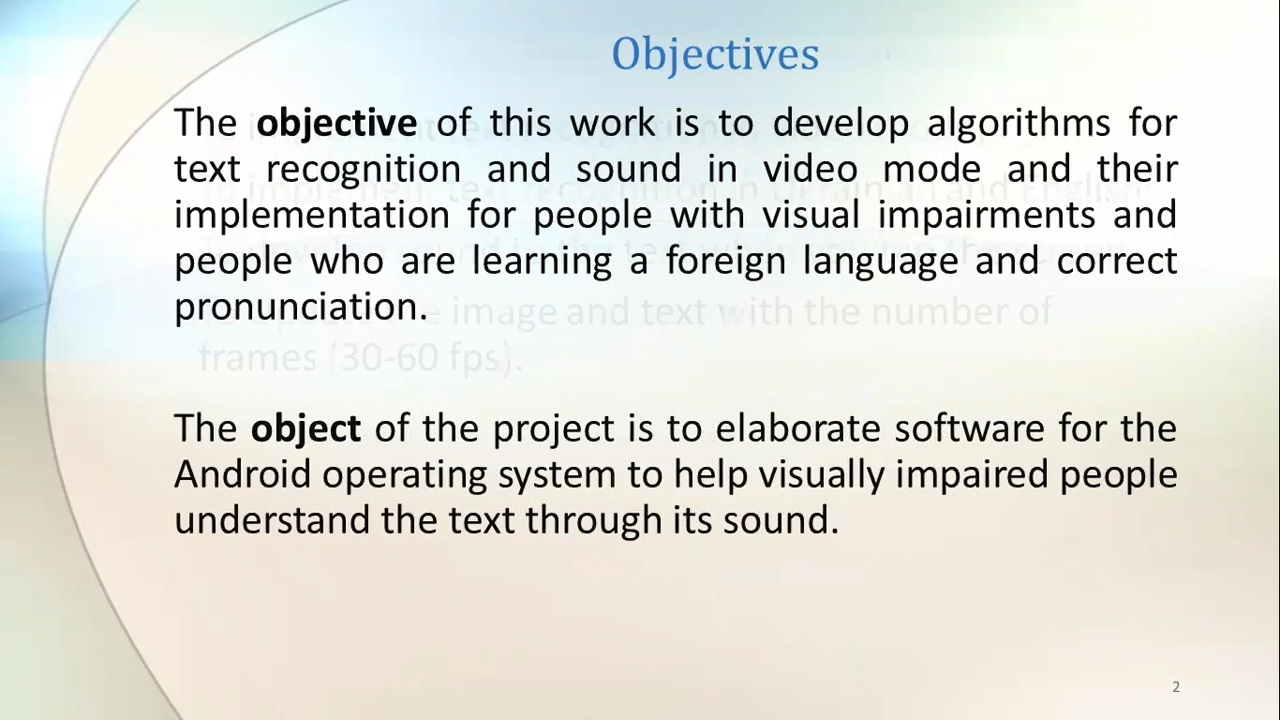 Objectives
The objective of this work is to develop algorithms for
text recognition and sound in video mode and their
implementation for people with visual impairments and
people who are learning a foreign language and correct
pronunciation.
image and text with the number of
frames (30-60 fps).
The object of the project is to elaborate software for the
Android operating system to help visually impaired people
understand the text through its sound.
2